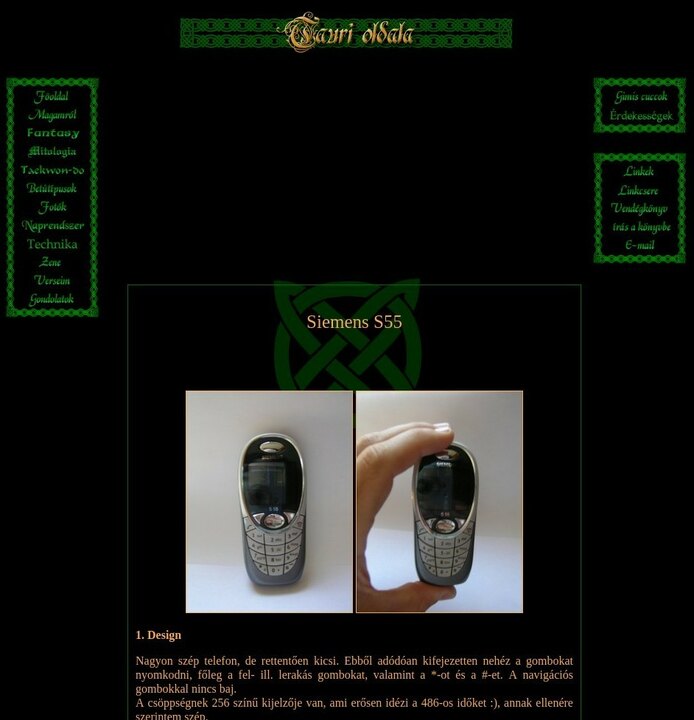 Tauri oldala
Főoldal
Magamról
Fantasy
Mitologia
Taekwon-do
Betűtípusok
Fotók
Naprendszer
Technika
Zene
Verseim
Gondolatok
Gimis cuccok
Érdekességek
Linkek
Linkcsere
Vendégkönyv
írás a könyvbe
E-mail
Siemens S55
1. Design
Nagyon szép telefon, de rettentően kicsi. Ebből adódóan kifejezetten nehéz a gombokat
nyomkodni, főleg a fel- ill. lerakás gombokat, valamint a *-ot és a #-et. A navigációs
gombokkal nincs baj.
A csöppségnek 256 színű kijelzője van, ami erősen idézi a 486-os időket :), annak ellenére
szerintem szép.